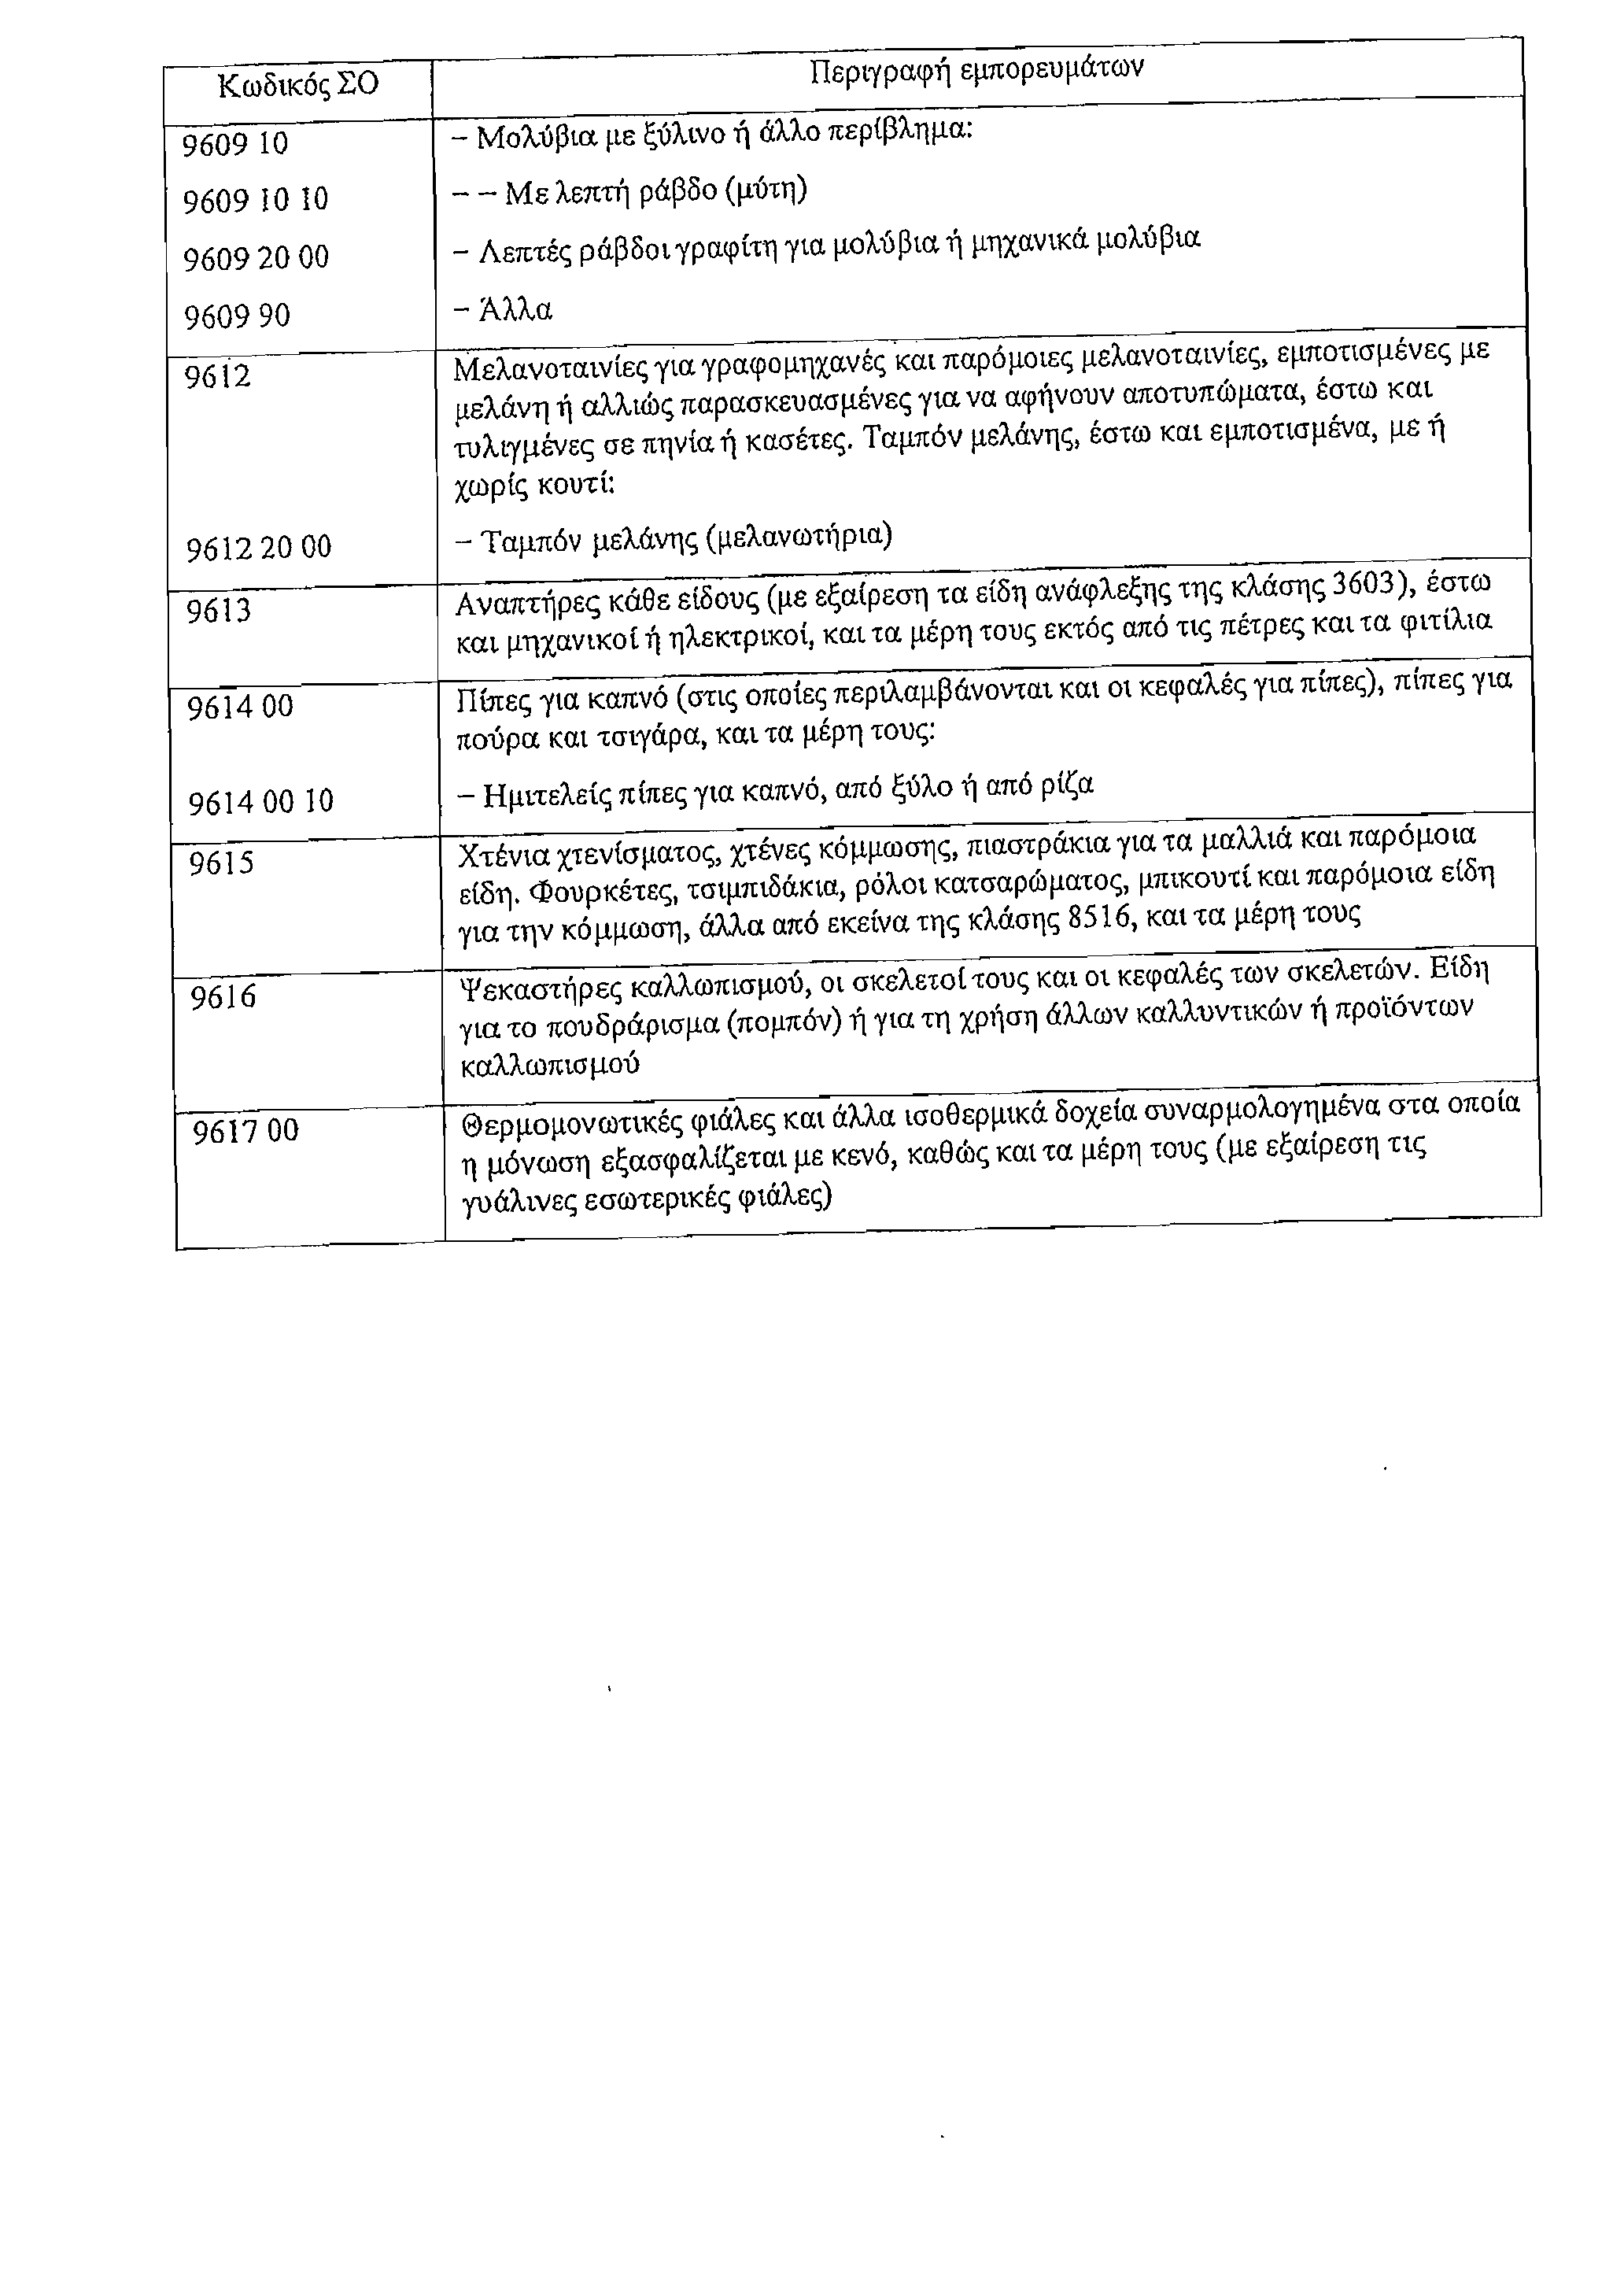 Κωδικός ΣΟ
Περιγραφή εμπορευμάτων
9609 10
– Μολύβια με ξύλινο ή άλλο περίβλημα:
9609 10 10
– – Με λεπτή ράβδο (μύτη)
9609 20 00
– Λεπτές ράβδοι γραφίτη για μολύβια ή μηχανικά μολύβια
9609 90
– Άλλα
9612
Μελανοταινίες για γραφομηχανές και παρόμοιες μελανοταινίες, εμποτισμένες με
μελάνη ή αλλιώς παρασκευασμένες για να αφήνουν αποτυπώματα, έστω και
τυλιγμένες σε πηνία ή κασέτες. Ταμπόν μελάνης, έστω και εμποτισμένα, με ή
χωρίς κουτί:
9612 20 00
– Ταμπόν μελάνης (μελανωτήρια)
9613
Αναπτήρες κάθε είδους (με εξαίρεση τα είδη ανάφλεξης της κλάσης 3603), έστω
και μηχανικοί ή ηλεκτρικοί, και τα μέρη τους εκτός από τις πέτρες και τα φιτίλια
9614 00
Πίπες για καπνό (στις οποίες περιλαμβάνονται και οι κεφαλές για πίπες), πίπες για
πούρα και τσιγάρα, και τα μέρη τους:
9614 00 10
– Ημιτελείς πίπες για καπνό, από ξύλο ή από ρίζα
9615
Χτένια χτενίσματος, χτένες κόμμωσης, πιαστράκια για τα μαλλιά και παρόμοια
είδη. Φουρκέτες, τσιμπιδάκια, ρόλοι κατσαρώματος, μπικουτί και παρόμοια είδη
για την κόμμωση, άλλα από εκείνα της κλάσης 8516, και τα μέρη τους
9616
Ψεκαστήρες καλλωπισμού, οι σκελετοί τους και οι κεφαλές των σκελετών. Είδη
για το πουδράρισμα (πομπόν) ή για τη χρήση άλλων καλλυντικών ή προϊόντων
καλλωπισμού
9617 00
Θερμομονωτικές φιάλες και άλλα ισοθερμικά δοχεία συναρμολογημένα στα οποία
η μόνωση εξασφαλίζεται με κενό, καθώς και τα μέρη τους (με εξαίρεση τις
γυάλινες εσωτερικές φιάλες)